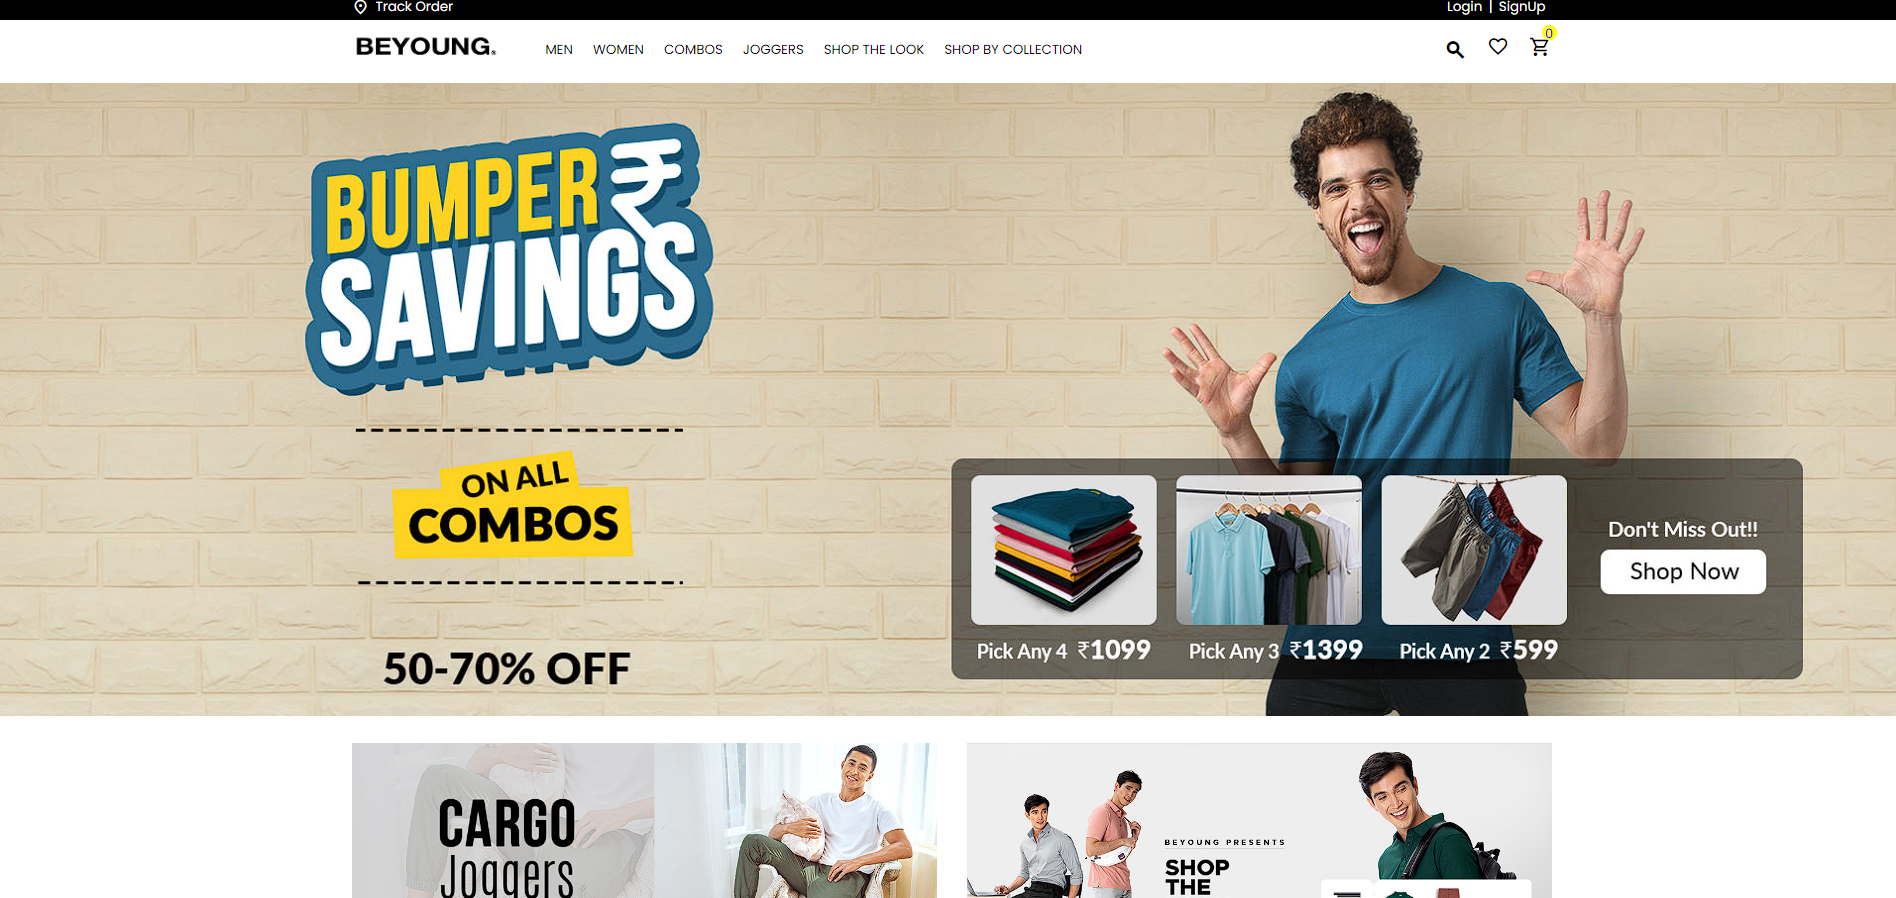 Track Order
Login | SignUp
BEYOUNG®
MEN WOMEN COMBOS JOGGERS SHOP THE LOOK SHOP BY COLLECTION
0
BUMPER ₹
SAVINGS
ON ALL
COMBOS
50-70% OFF
Pick Any 4 ₹1099
Pick Any 3 ₹1399
Pick Any 2 ₹599
Don't Miss Out!!
Shop Now
CARGO
Joggers
BEYOUNG PRESENTS
SHOP
THE